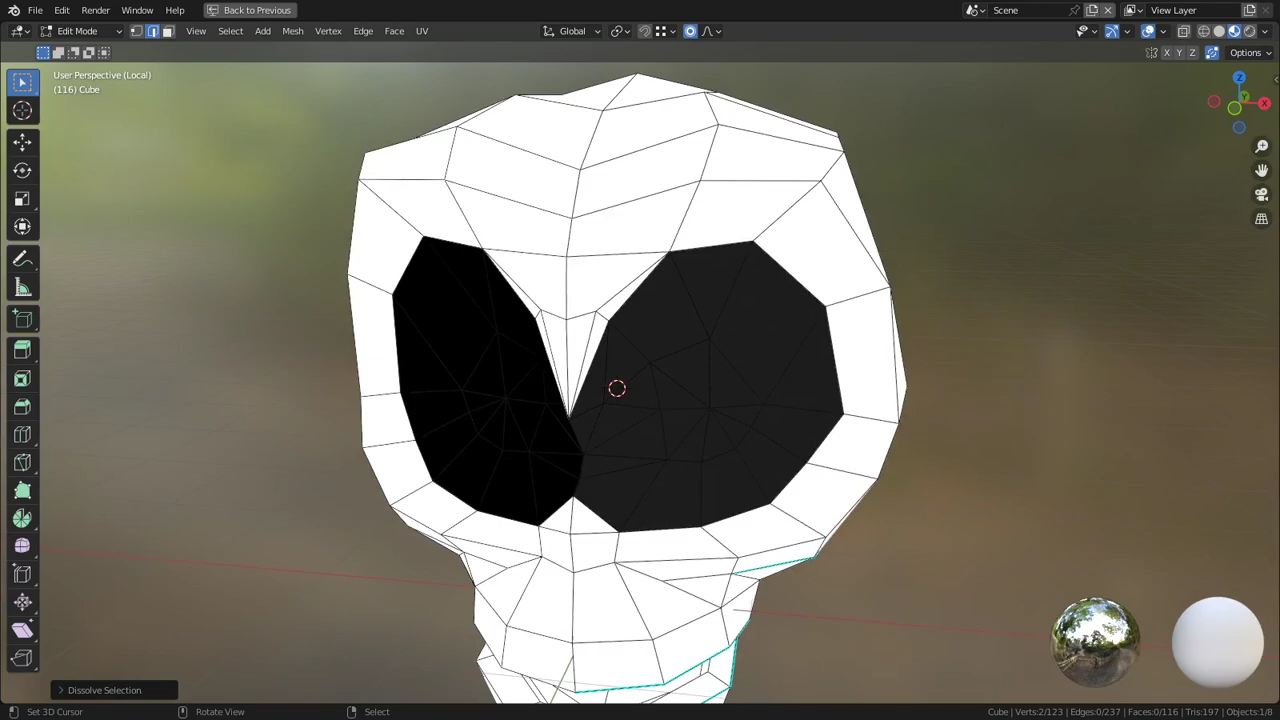 File Edit Render Window Help Back to Previous Scene View Layer
Edit Mode View Select Add Mesh Vertex Edge Face UV Global
X Y Z Options
User Perspective (Local)
(116) Cube
Z
Y
X
Dissolve Selection
Set 3D Cursor Rotate View Select Cube | Verts:2/123 | Edges:0/237 | Faces:0/116 | Tris:197 | Objects:1/8